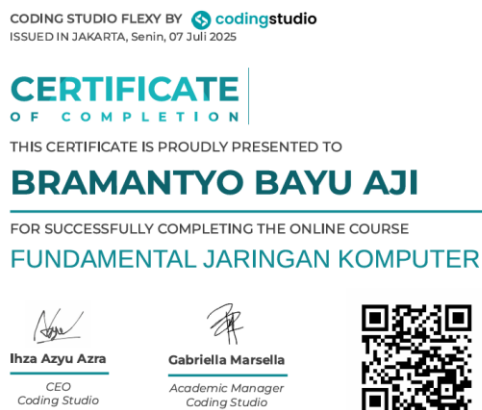 CODING STUDIO FLEXY BY codingstudio
ISSUED IN JAKARTA, Senin, 07 Juli 2025
CERTIFICATE
OF COMPLETION
THIS CERTIFICATE IS PROUDLY PRESENTED TO
BRAMANTYO BAYU AJI
FOR SUCCESSFULLY COMPLETING THE ONLINE COURSE
FUNDAMENTAL JARINGAN KOMPUTER
Ihza Azyu Azra
CEO
Coding Studio
Gabriella Marsella
Academic Manager
Coding Studio